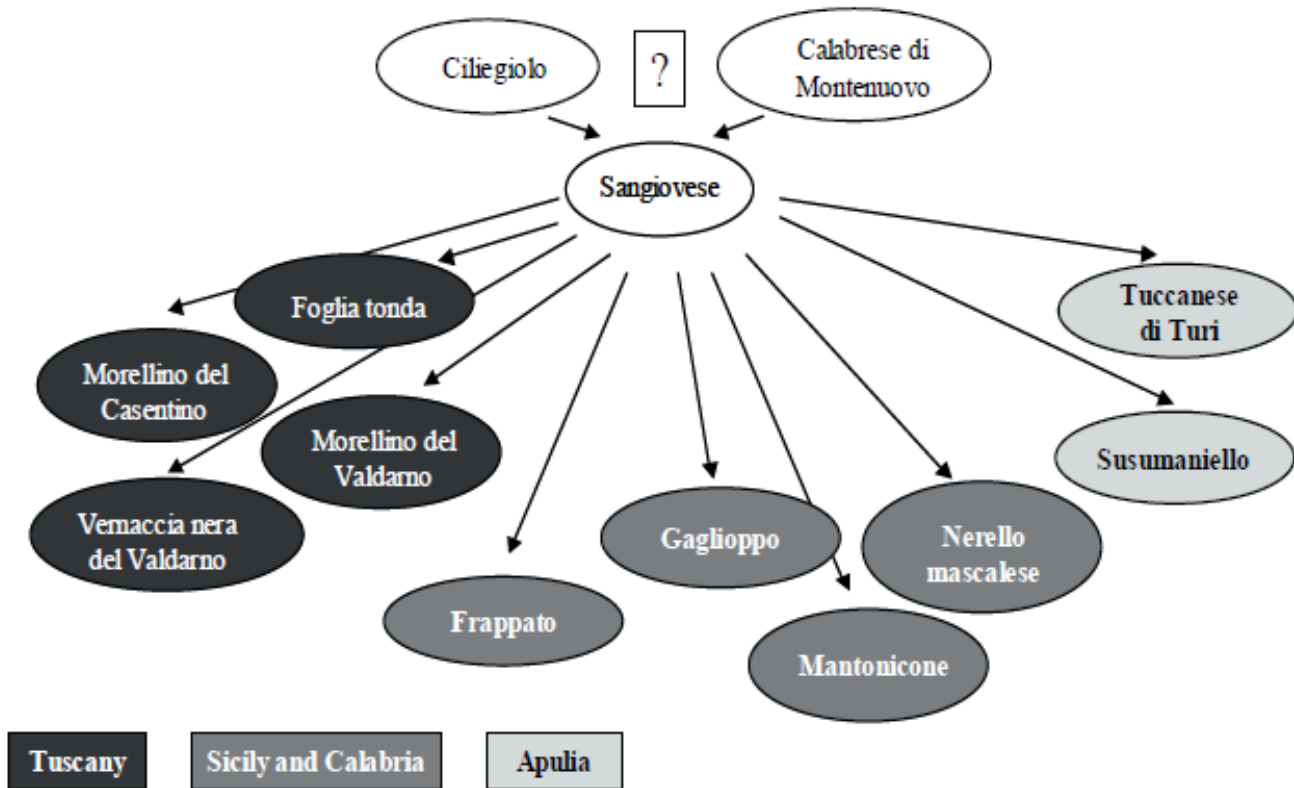 Ciliegiolo
?
Calabrese di
Montenuovo
Sangiovese
Foglia tonda
Tuccanese
di Turi
Morellino del
Casentino
Morellino del
Valdarno
Susumaniello
Vernaccia nera
del Valdarno
Gaglioppo
Nerello
mascalese
Frappato
Mantonicone
Tuscany
Sicily and Calabria
Apulia